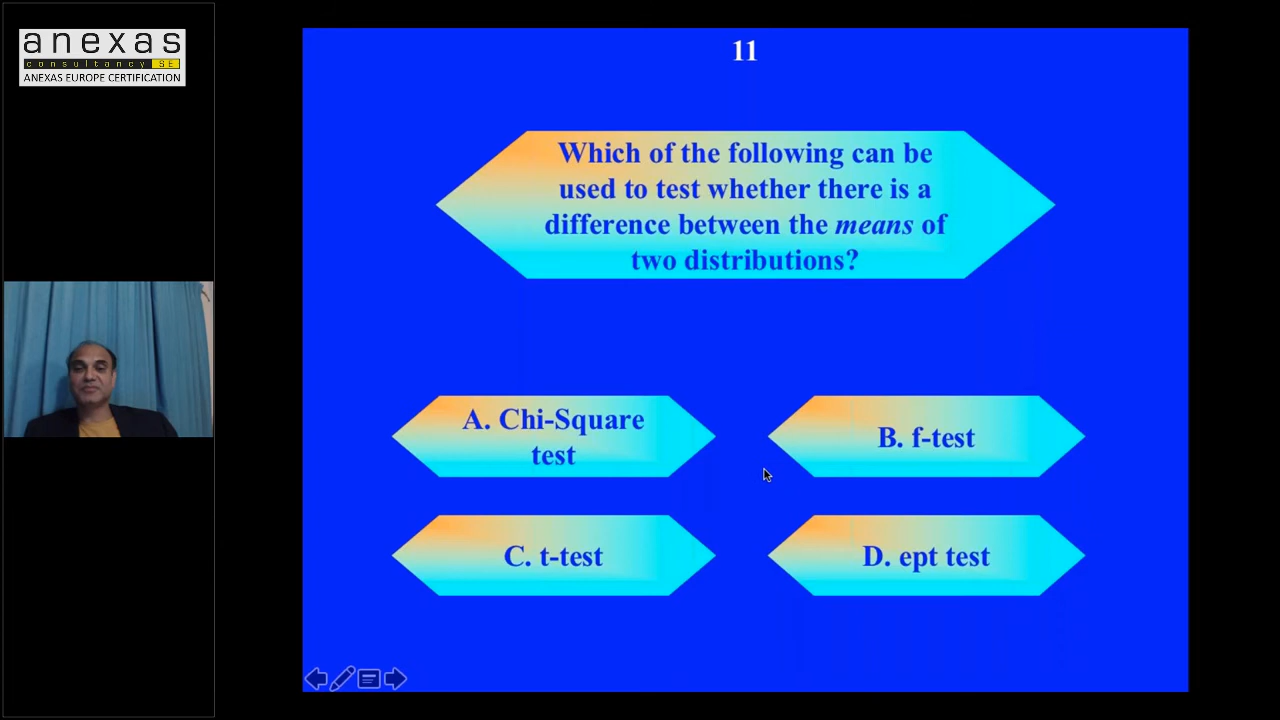 anexas
consultancy SE
ANEXAS EUROPE CERTIFICATION
11
Which of the following can be
used to test whether there is a
difference between the means of
two distributions?
A. Chi-Square
test
B. f-test
C. t-test
D. ept test